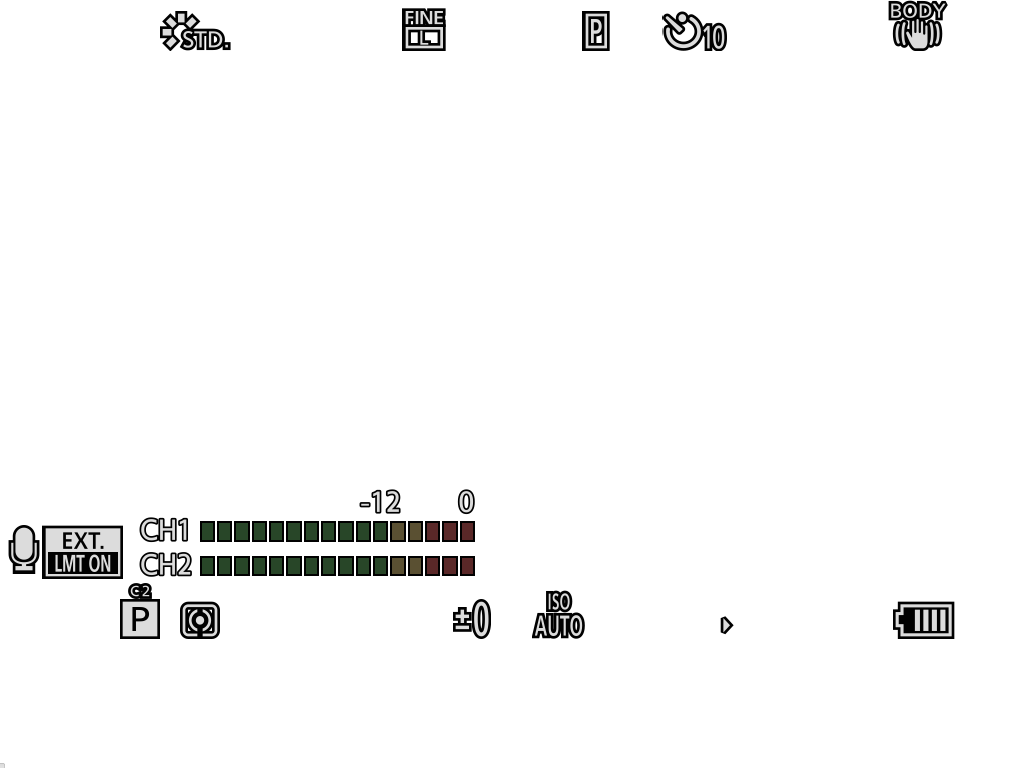 STD. FINE L P 10 BODY
-12 0
EXT. CH1
LMT ON CH2
C2
P ±0 ISO AUTO